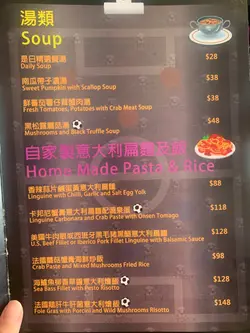 湯類
Soup
是日精選餐湯
Daily Soup
$28
南瓜帶子濃湯
Sweet Pumpkin with Scallop Soup
$38
鮮番茄薯仔蟹肉湯
Fresh Tomatoes, Potatoes with Crab Meat Soup
$38
黑松露蘑菇湯
Mushrooms and Black Truffle Soup
$48
自家製意大利扁麵及飯
Home Made Pasta & Rice
Linguine with Chilli, Garlic and Salt Egg Yolk
$88
Linguine Carbonara and Crab Paste with Onsen Tomago
$118
U.S. Beef Fillet or Iberico Pork Fillet Linguine with Balsamic Sauce
$128
Crab Paste and Mixed Mushrooms Fried Rice
$128
Sea Bass Fillet with Pesto Risotto
$128
Foie Gras with Porcini and Wild Mushrooms Risotto
$148